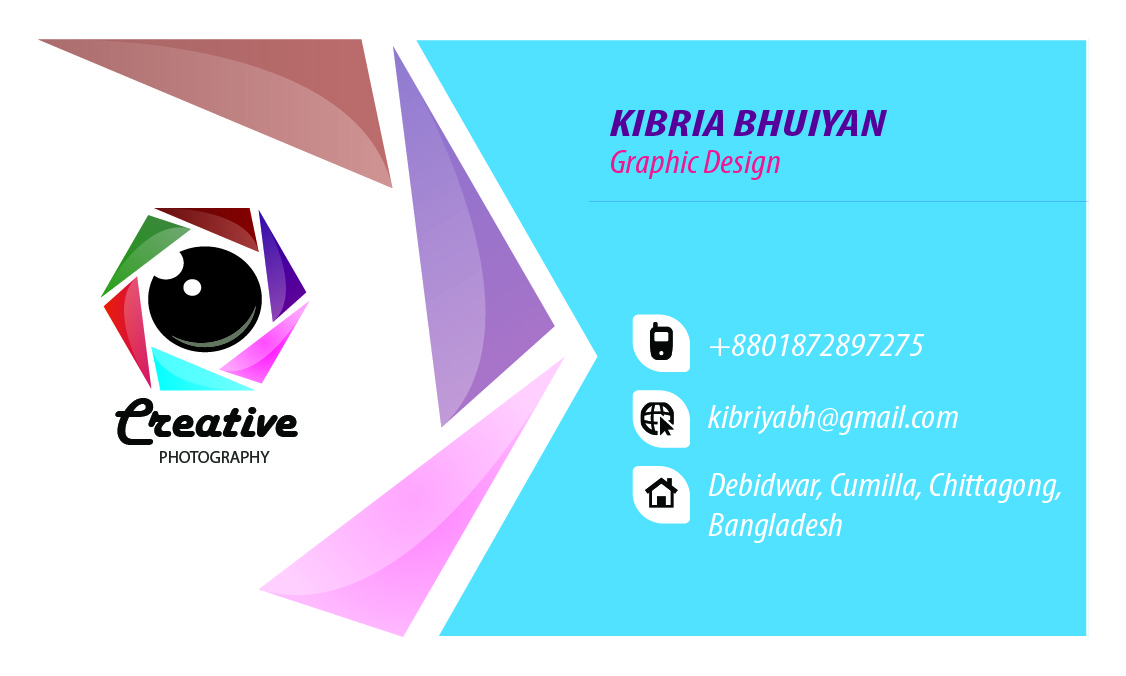 KIBRIA BHUIYAN
Graphic Design
Creative
PHOTOGRAPHY
+8801872897275
kibriyabh@gmail.com
Debidwar, Cumilla, Chittagong,
Bangladesh